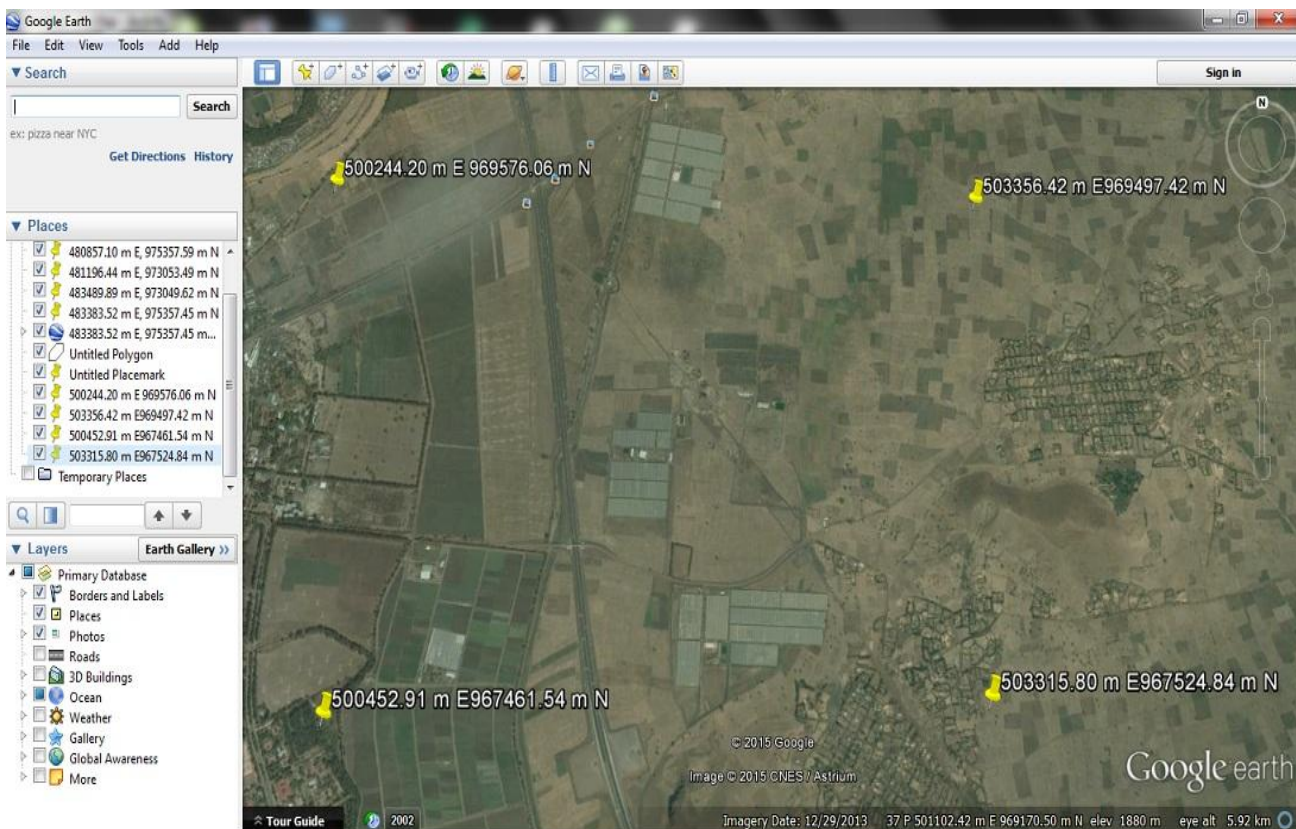 Google Earth
File Edit View Tools Add Help
Search
Search
ex: pizza near NYC
Get Directions History
Places
480857.10 m E, 975357.59 m N
481196.44 m E, 973053.49 m N
483489.89 m E, 973049.62 m N
483383.52 m E, 975357.45 m N
483383.52 m E, 975357.45 m...
Untitled Polygon
Untitled Placemark
500244.20 m E 969576.06 m N
503356.42 m E969497.42 m N
500452.91 m E967461.54 m N
503315.80 m E967524.84 m N
Temporary Places
Layers
Earth Gallery >>
Primary Database
Borders and Labels
Places
Photos
Roads
3D Buildings
Ocean
Weather
Gallery
Global Awareness
More
Sign in
N
500244.20 m E 969576.06 m N
503356.42 m E969497.42 m N
500452.91 m E967461.54 m N
503315.80 m E967524.84 m N
© 2015 Google
Image © 2015 CNES / Astrium
Google earth
Tour Guide
2002
Imagery Date: 12/29/2013 37 P 501102.42 m E 969170.50 m N elev 1880 m eye alt 5.92 km